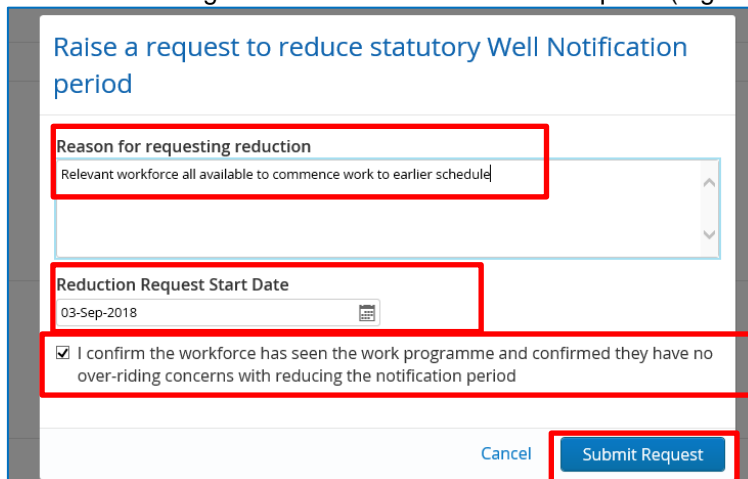 Raise a request to reduce statutory Well Notification
period
Reason for requesting reduction
Relevant workforce all available to commence work to earlier schedule
Reduction Request Start Date
03-Sep-2018
I confirm the workforce has seen the work programme and confirmed they have no
over-riding concerns with reducing the notification period
Cancel Submit Request